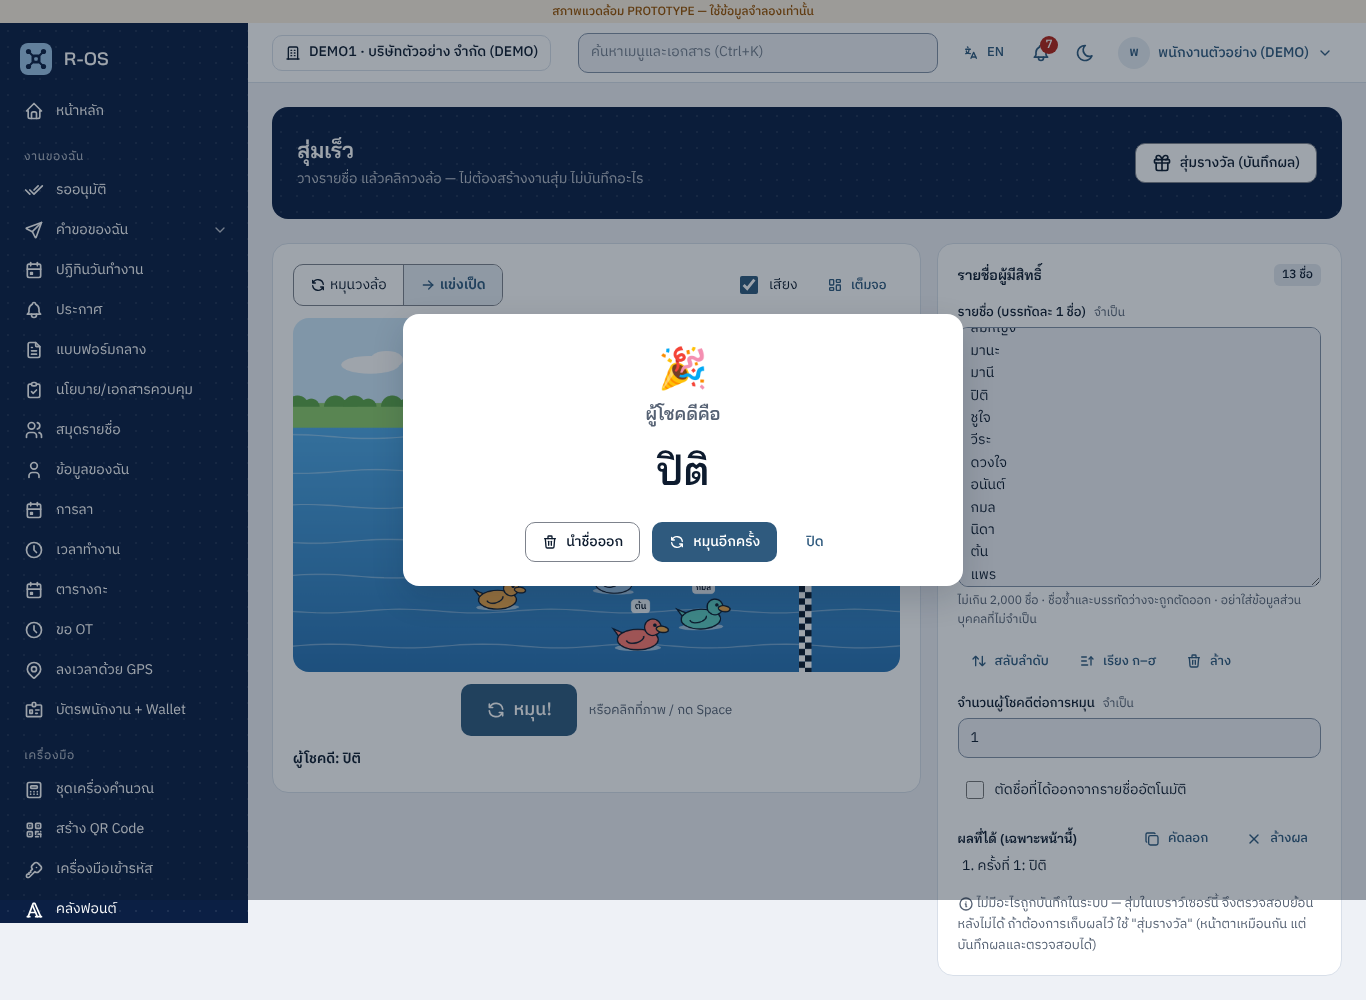 สภาพแวดล้อม PROTOTYPE — ใช้ข้อมูลจำลองเท่านั้น
R-OS
DEMO1 · บริษัทตัวอย่าง จำกัด (DEMO)
ค้นหาเมนูและเอกสาร (Ctrl+K)
EN
7
พ
พนักงานตัวอย่าง (DEMO)
หน้าหลัก
งานของฉัน
รออนุมัติ
คำขอของฉัน
ปฏิทินวันทำงาน
ประกาศ
แบบฟอร์มกลาง
นโยบาย/เอกสารควบคุม
สมุดรายชื่อ
ข้อมูลของฉัน
การลา
เวลาทำงาน
ตารางกะ
ขอ OT
ลงเวลาด้วย GPS
บัตรพนักงาน + Wallet
เครื่องมือ
ชุดเครื่องคำนวณ
สร้าง QR Code
เครื่องมือเข้ารหัส
คลังฟอนต์
สุ่มเร็ว
วางรายชื่อ แล้วคลิกวงล้อ — ไม่ต้องสร้างงานสุ่ม ไม่บันทึกอะไร
สุ่มรางวัล (บันทึกผล)
หมุนวงล้อ
แข่งเป็ด
เสียง
เต็มจอ
🎉
ผู้โชคดีคือ
ปิติ
นำชื่อออก
หมุนอีกครั้ง
ปิด
กมล
ต้น
หมุน!
หรือคลิกที่ภาพ / กด Space
ผู้โชคดี: ปิติ
รายชื่อผู้มีสิทธิ์
13 ชื่อ
รายชื่อ (บรรทัดละ 1 ชื่อ) จำเป็น
สมหญิง
มานะ
มานี
ปิติ
ชูใจ
วีระ
ดวงใจ
อนันต์
กมล
นิดา
ต้น
แพร
ไม่เกิน 2,000 ชื่อ · ชื่อซ้ำและบรรทัดว่างจะถูกตัดออก · อย่าใส่ข้อมูลส่วน
บุคคลที่ไม่จำเป็น
สลับลำดับ
เรียง ก–ฮ
ล้าง
จำนวนผู้โชคดีต่อการหมุน จำเป็น
1
ตัดชื่อที่ได้ออกจากรายชื่ออัตโนมัติ
ผลที่ได้ (เฉพาะหน้านี้)
คัดลอก
ล้างผล
1. ครั้งที่ 1: ปิติ
ไม่มีอะไรถูกบันทึกในระบบ — สุ่มในเบราว์เซอร์นี้ จึงตรวจสอบย้อน
หลังไม่ได้ ถ้าต้องการเก็บผลไว้ ใช้ "สุ่มรางวัล" (หน้าตาเหมือนกัน แต่
บันทึกผลและตรวจสอบได้)